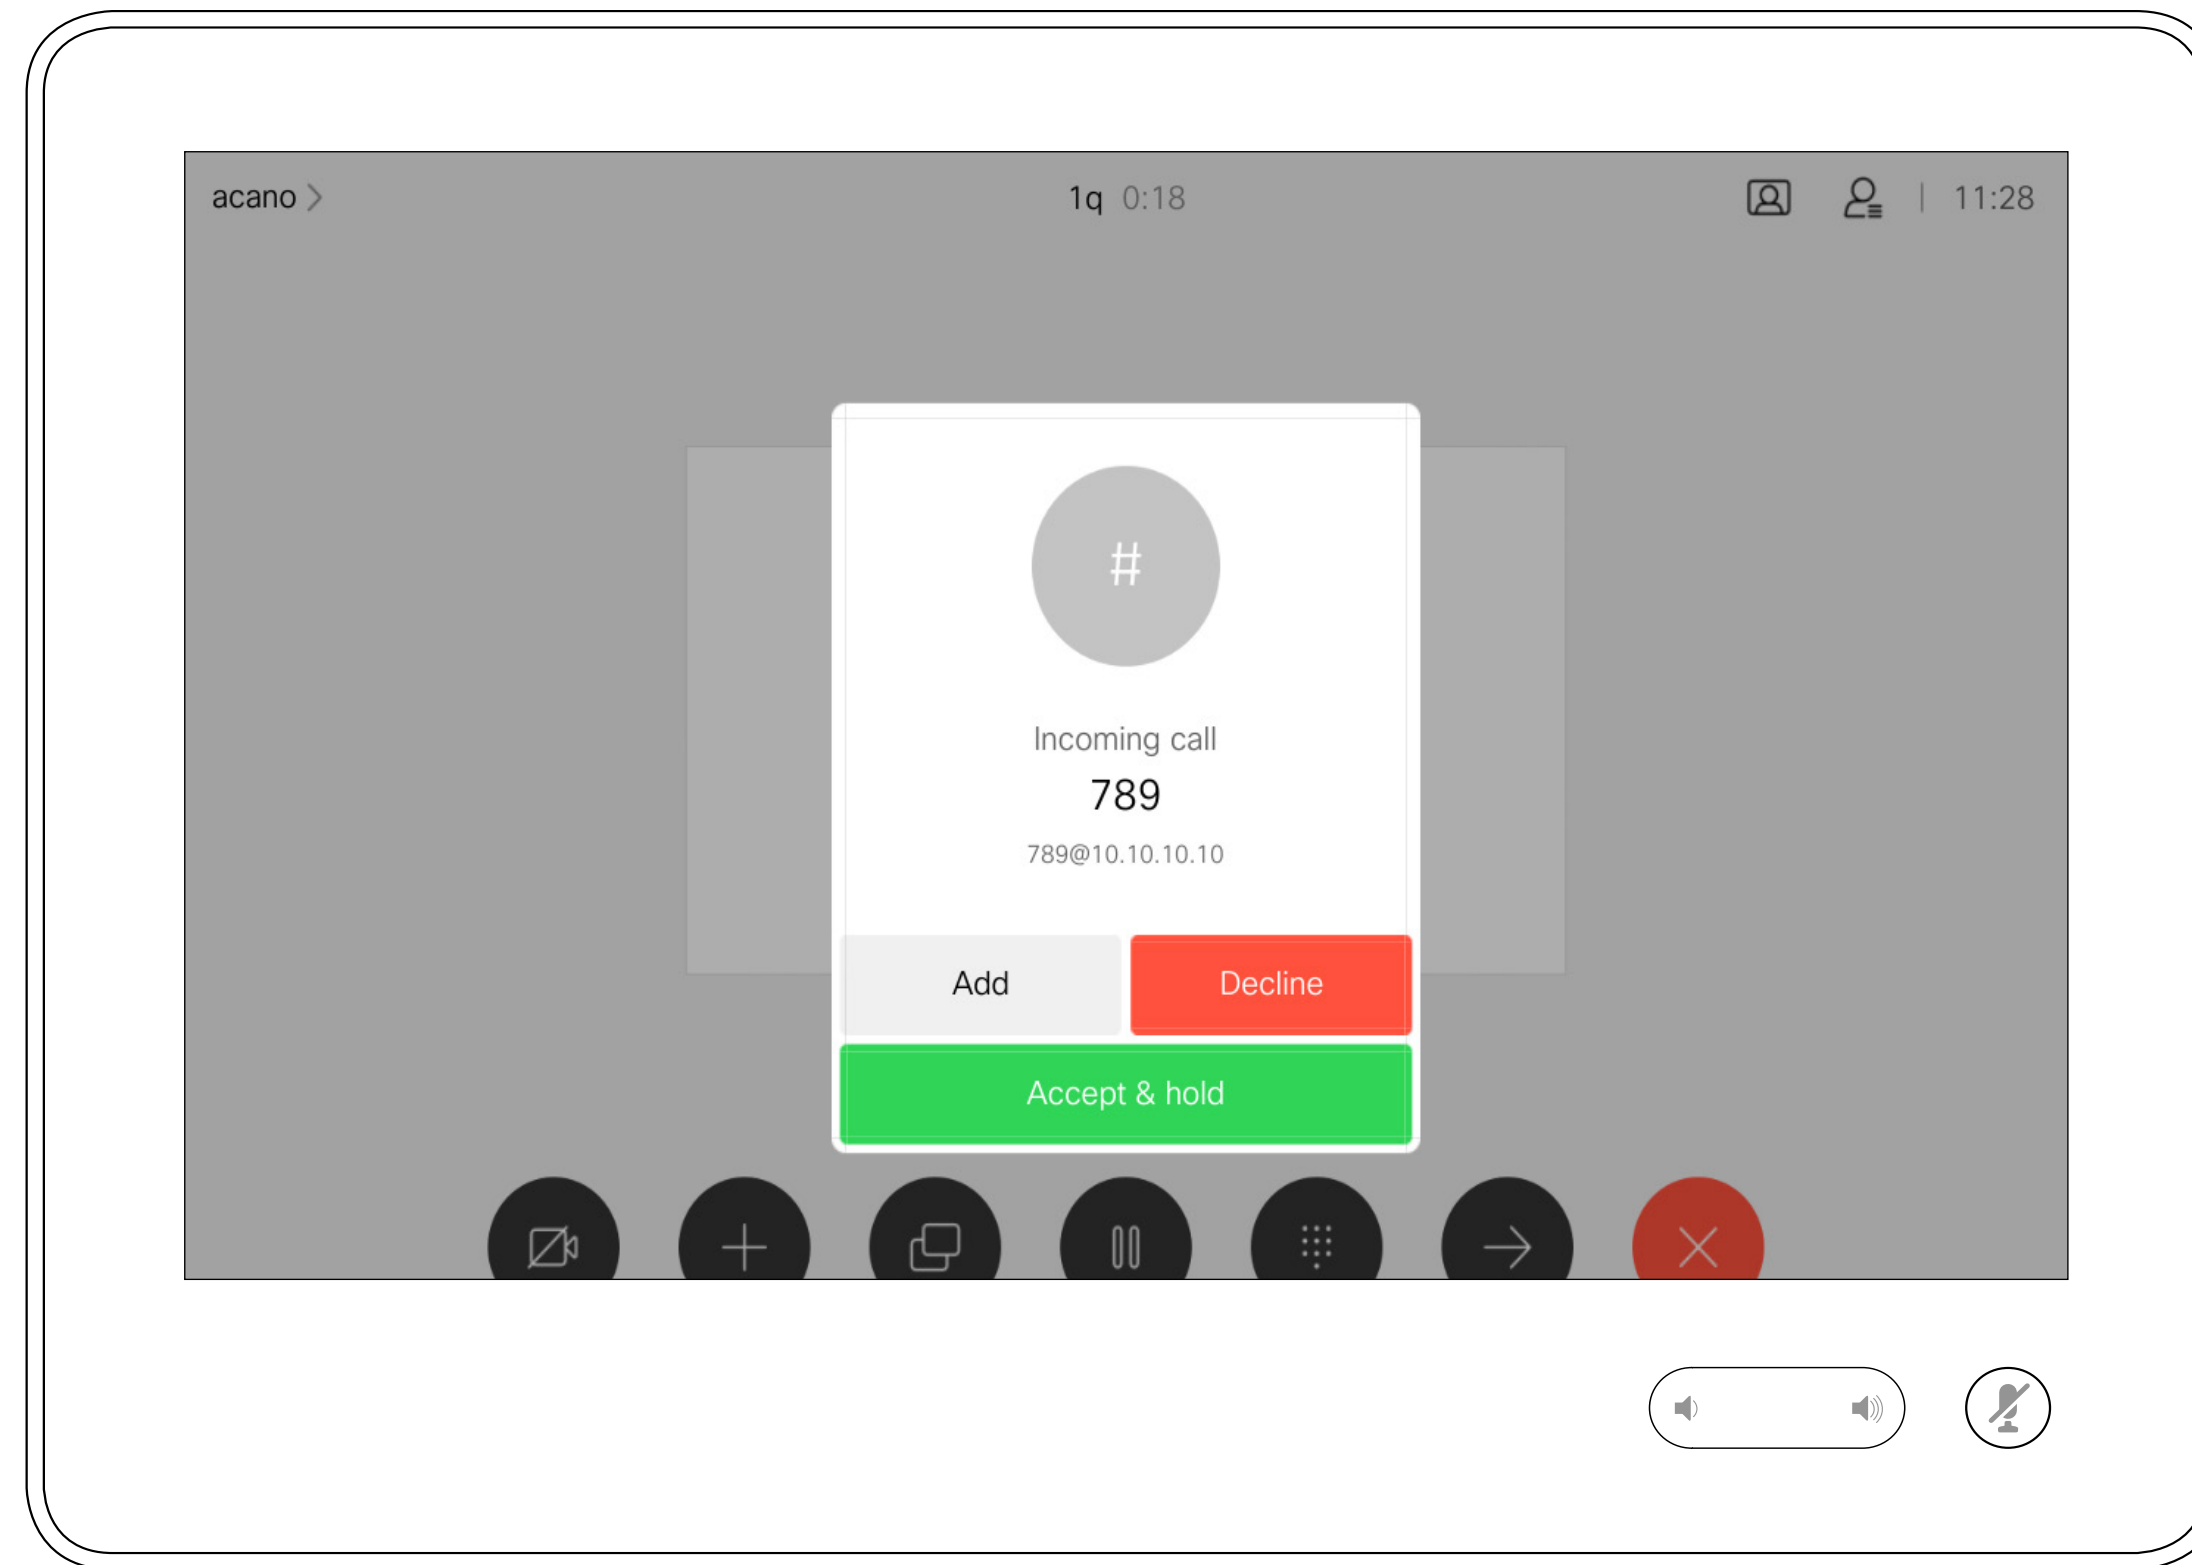 acano
1q 0:18
11:28
#
Incoming call
789
789@10.10.10.10
Add
Decline
Accept & hold